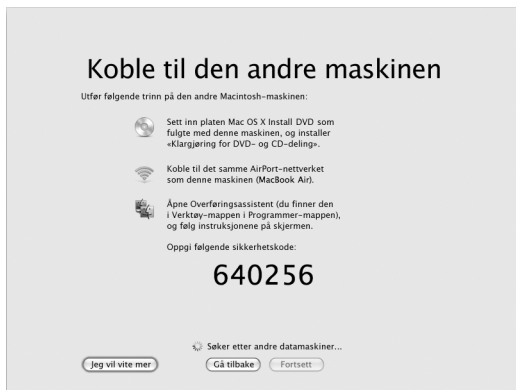 Koble til den andre maskinen
Utfør følgende trinn på den andre Macintosh-maskinen:
Sett inn platen Mac OS X Install DVD som
fulgte med denne maskinen, og installer
«Klargjøring for DVD- og CD-deling».
Koble til det samme AirPort-nettverket
som denne maskinen (MacBook Air).
Åpne Overføringsassistent (du finner den
i Verktøy-mappen i Programmer-mappen),
og følg instruksjonene på skjermen.
Oppgi følgende sikkerhetskode:
640256
Søker etter andre datamaskiner...
Jeg vil vite mer
Gå tilbake
Fortsett